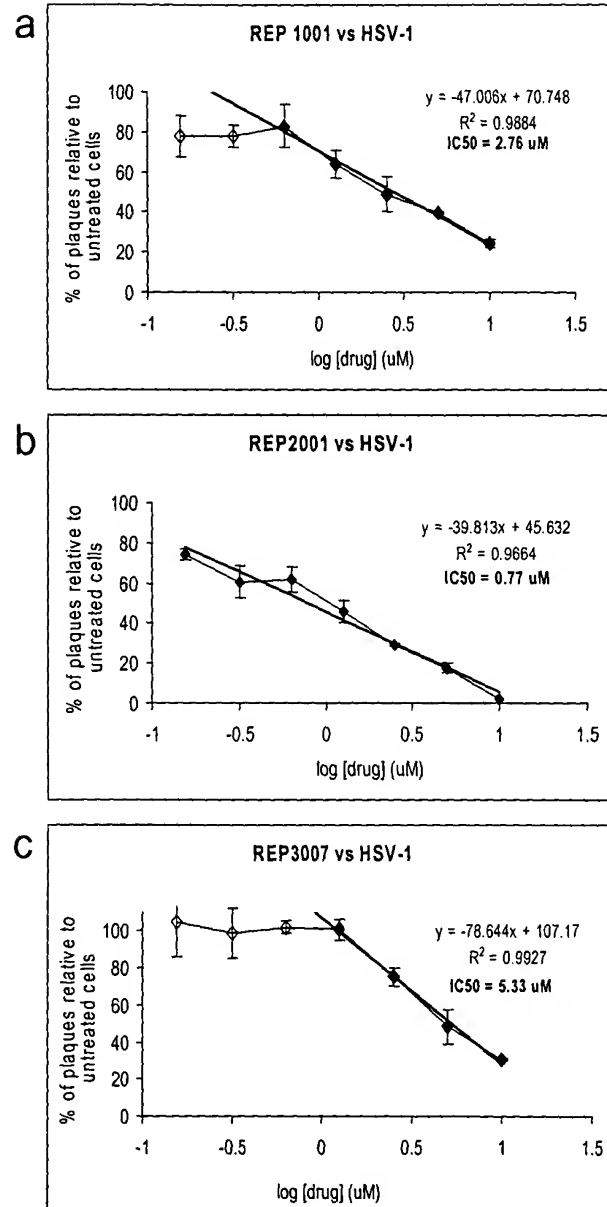 a
REP 1001 vs HSV-1
% of plaques relative to
untreated cells
100
80
60
40
20
0
y = -47.006x + 70.748
R² = 0.9884
IC50 = 2.76 uM
-1
-0.5
0
0.5
1
1.5
log [drug] (uM)
b
REP2001 vs HSV-1
% of plaques relative to
untreated cells
100
80
60
40
20
0
y = -39.813x + 45.632
R² = 0.9664
IC50 = 0.77 uM
-1
-0.5
0
0.5
1
1.5
log [drug] (uM)
c
REP3007 vs HSV-1
% of plaques relative to
untreated cells
100
80
60
40
20
0
y = -78.644x + 107.17
R² = 0.9927
IC50 = 5.33 uM
-1
-0.5
0
0.5
1
1.5
log [drug] (uM)